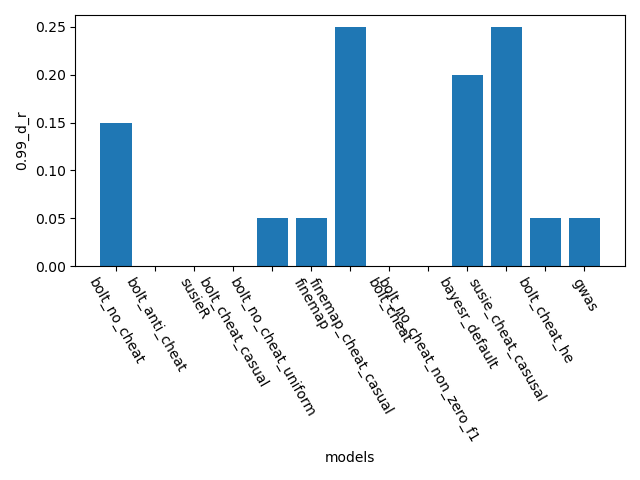 0.25
0.20
0.15
0.10
0.05
0.00
0.99_d_r
bolt_no_cheat
bolt_anti_cheat
susieR
bolt_cheat_casual
bolt_no_cheat_uniform
finemap
finemap_cheat_casual
bolt_cheat
bolt_no_cheat_non_zero_f1
bayesr_default
susie_cheat_casusal
bolt_cheat_he
gwas
models